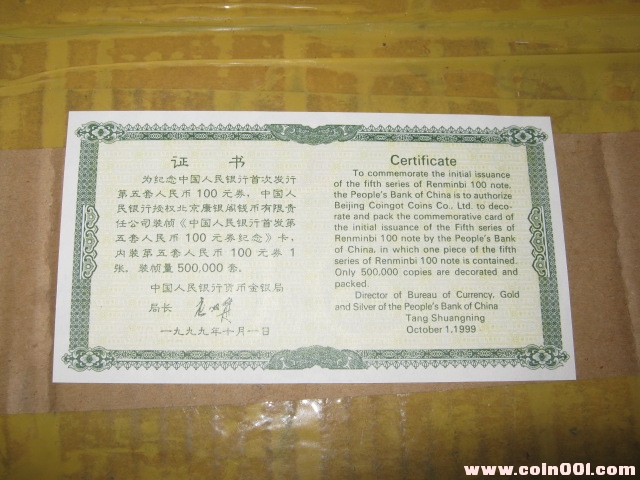 证 书
为纪念中国人民银行首次发行
第五套人民币100元券，中国人
民银行授权北京康银阁钱币有限责
任公司装帧《中国人民银行首发第
五套人民币100元券纪念》卡，
内装第五套人民币100元券1
张。装帧量500,000套。
中国人民银行货币金银局
局长
一九九九年十月一日
Certificate
To commemorate the initial issuance
of the fifth series of Renminbi 100 note,
the People's Bank of China is to authorize
Beijing Coingot Coins Co., Ltd. to deco-
rate and pack the commemorative card of
the initial issuance of the Fifth series of
Renminbi 100 note by the People's Bank
of China, in which one piece of the fifth
series of Renminbi 100 note is contained.
Only 500,000 copies are decorated and
packed.
Director of Bureau of Currency, Gold
and Silver of the People's Bank of China
Tang Shuangning
October 1,1999
www.coin001.com